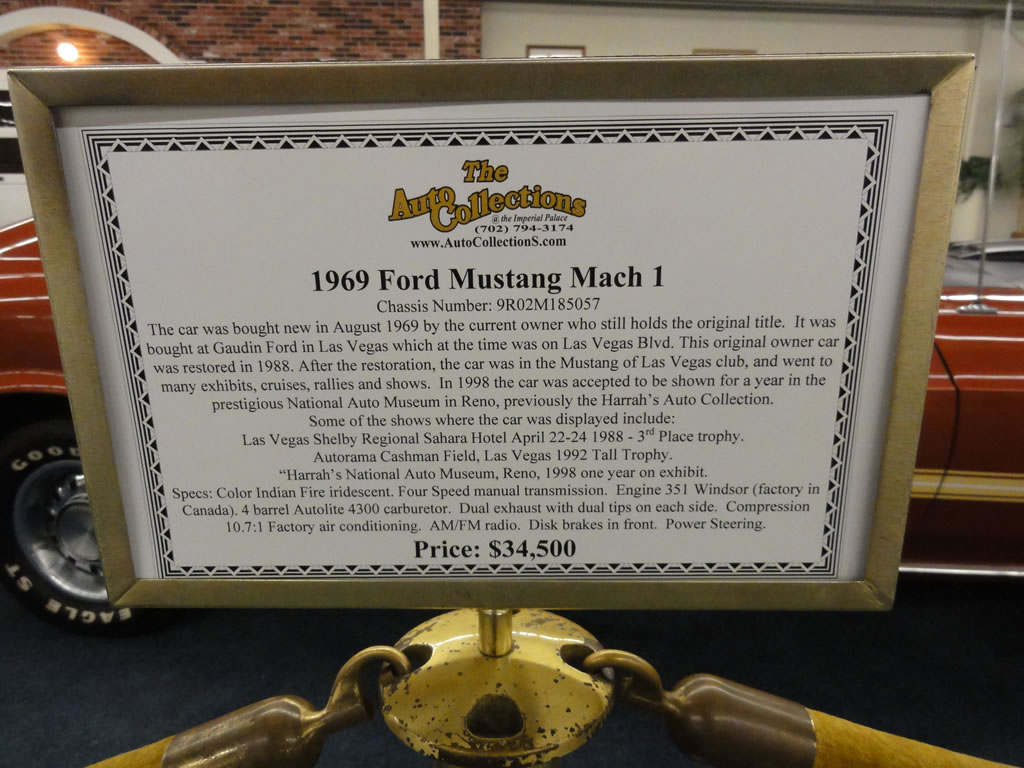 The
Auto Collections
@ the Imperial Palace
(702) 794-3174
www.AutoCollectionS.com
1969 Ford Mustang Mach 1
Chassis Number: 9R02M185057
The car was bought new in August 1969 by the current owner who still holds the original title. It was
bought at Gaudin Ford in Las Vegas which at the time was on Las Vegas Blvd. This original owner car
was restored in 1988. After the restoration, the car was in the Mustang of Las Vegas club, and went to
many exhibits, cruises, rallies and shows. In 1998 the car was accepted to be shown for a year in the
prestigious National Auto Museum in Reno, previously the Harrah's Auto Collection.
Some of the shows where the car was displayed include:
Las Vegas Shelby Regional Sahara Hotel April 22-24 1988 - 3rd Place trophy.
Autorama Cashman Field, Las Vegas 1992 Tall Trophy.
“Harrah's National Auto Museum, Reno, 1998 one year on exhibit.
Specs: Color Indian Fire iridescent. Four Speed manual transmission. Engine 351 Windsor (factory in
Canada). 4 barrel Autolite 4300 carburetor. Dual exhaust with dual tips on each side. Compression
10.7:1 Factory air conditioning. AM/FM radio. Disk brakes in front. Power Steering.
Price: $34,500
EAGLE ST